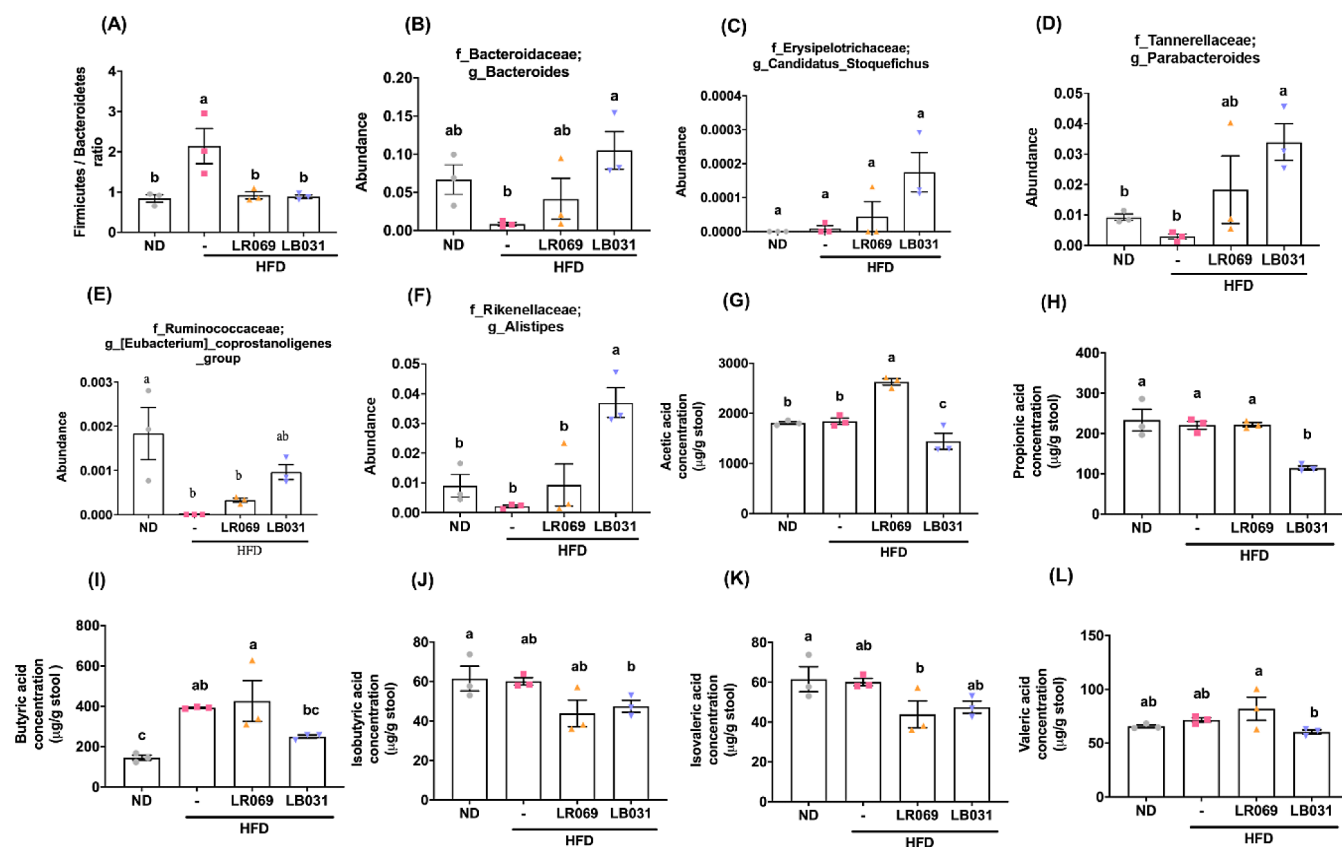 (A)
Firmicutes / Bacteroidetes
ratio
4
3
2
1
0
b
a
b
b
ND
-
LR069
LB031
HFD
(B)
f_Bacteroidaceae;
g_Bacteroides
Abundance
0.20
0.15
0.10
0.05
0.00
ab
b
ab
a
ND
-
LR069
LB031
HFD
(C)
f_Erysipelotrichaceae;
g_Candidatus_Stoquefichus
Abundance
0.0004
0.0003
0.0002
0.0001
0.0000
a
a
a
a
ND
-
LR069
LB031
HFD
(D)
f_Tannerellaceae;
g_Parabacteroides
Abundance
0.05
0.04
0.03
0.02
0.01
0.00
b
b
ab
a
ND
-
LR069
LB031
HFD
(E)
f_Ruminococcaceae;
g_[Eubacterium]_coprostanoligenes
_group
Abundance
0.003
0.002
0.001
0.000
a
b
b
ab
ND
-
LR069
LB031
HFD
(F)
f_Rikenellaceae;
g_Alistipes
Abundance
0.05
0.04
0.03
0.02
0.01
0.00
b
b
b
a
ND
-
LR069
LB031
HFD
(G)
Acetic acid
concentration
(µg/g stool)
3000
2000
1000
0
b
b
a
c
ND
-
LR069
LB031
HFD
(H)
Propionic acid
concentration
(µg/g stool)
400
300
200
100
0
a
a
a
b
ND
-
LR069
LB031
HFD
(I)
Butyric acid
concentration
(µg/g stool )
800
600
400
200
0
c
ab
a
bc
ND
-
LR069
LB031
HFD
(J)
Isobutyric acid
concentration
(µg/g stool)
80
60
40
20
0
a
ab
ab
b
ND
-
LR069
LB031
HFD
(K)
Isovaleric acid
concentration
(µg/g stool)
80
60
40
20
0
a
ab
b
ab
ND
-
LR069
LB031
HFD
(L)
Valeric acid
concentration
(µg/g stool)
150
100
50
0
ab
ab
a
b
ND
-
LR069
LB031
HFD